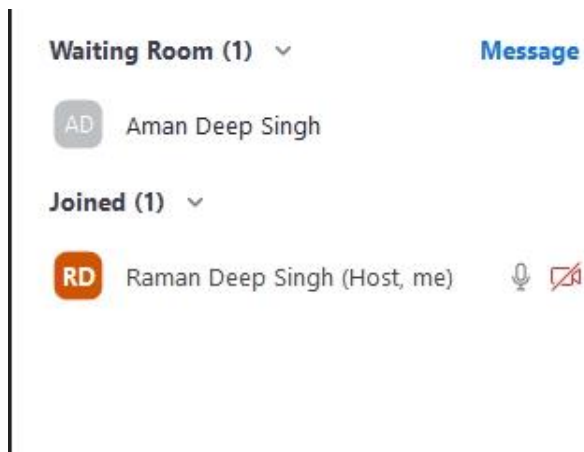 Waiting Room (1) Message
AD Aman Deep Singh
Joined (1)
RD Raman Deep Singh (Host, me)